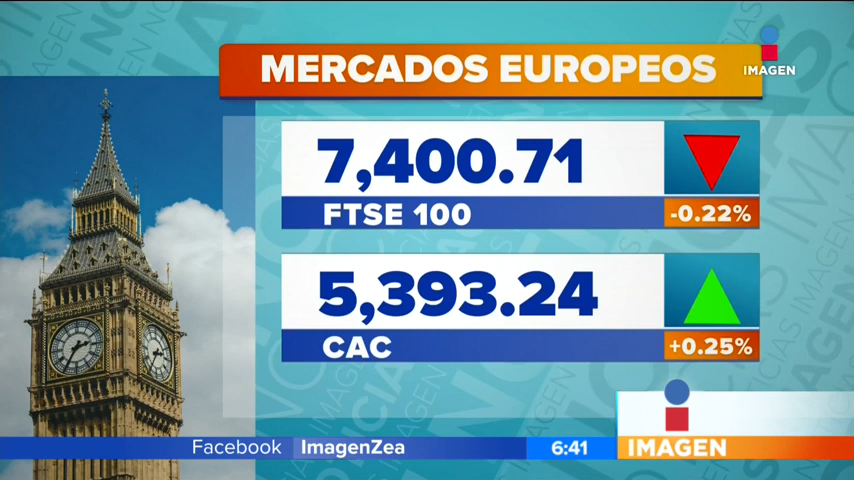 MERCADOS EUROPEOS
IMAGEN
7,400.71
FTSE 100
-0.22%
5,393.24
CAC
+0.25%
Facebook ImagenZea
6:41
IMAGEN